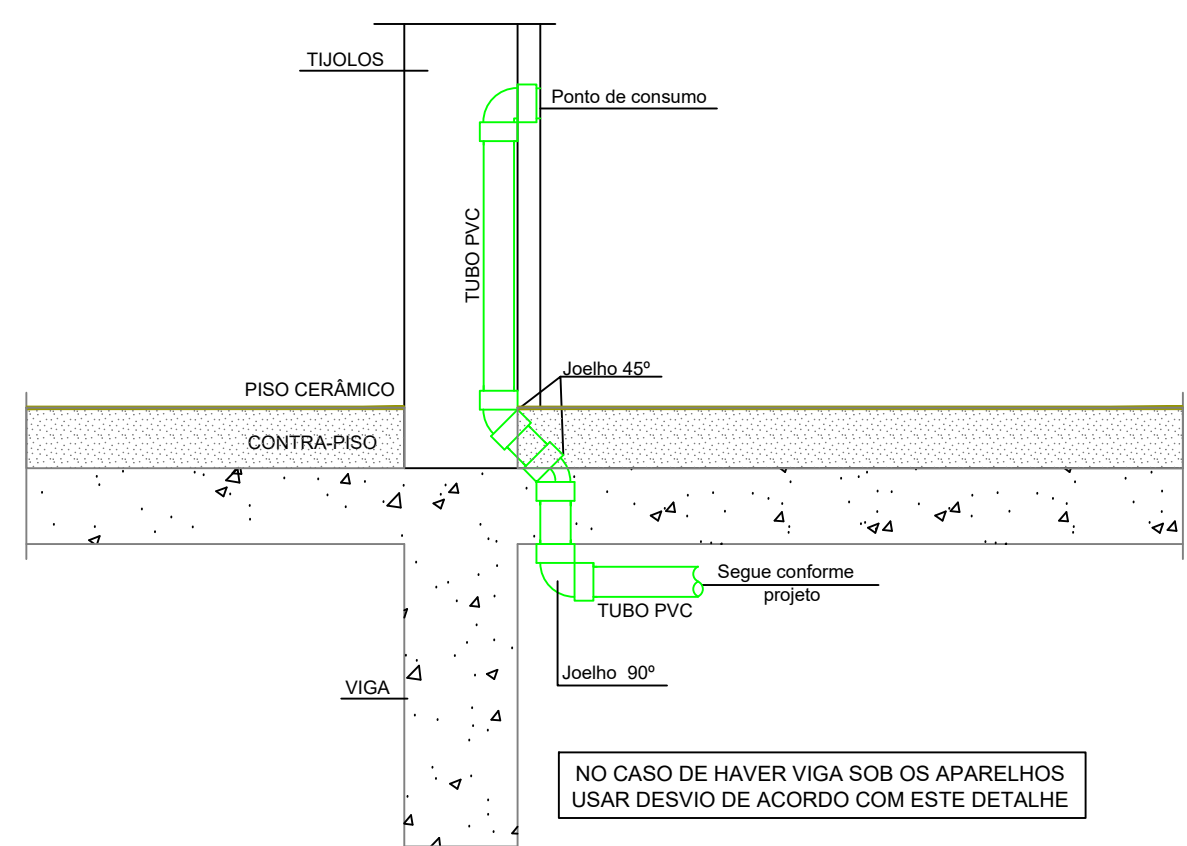 TIJOLOS
Ponto de consumo
TUBO PVC
Joelho 45º
PISO CERÂMICO
CONTRA-PISO
Segue conforme
projeto
TUBO PVC
Joelho 90º
VIGA
NO CASO DE HAVER VIGA SOB OS APARELHOS
USAR DESVIO DE ACORDO COM ESTE DETALHE